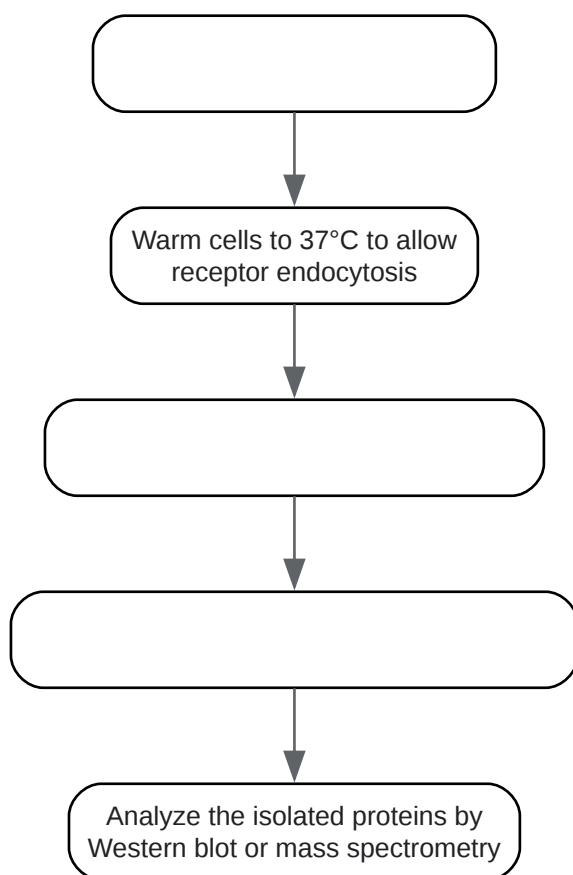 Warm cells to 37°C to allow
receptor endocytosis
Analyze the isolated proteins by
Western blot or mass spectrometry